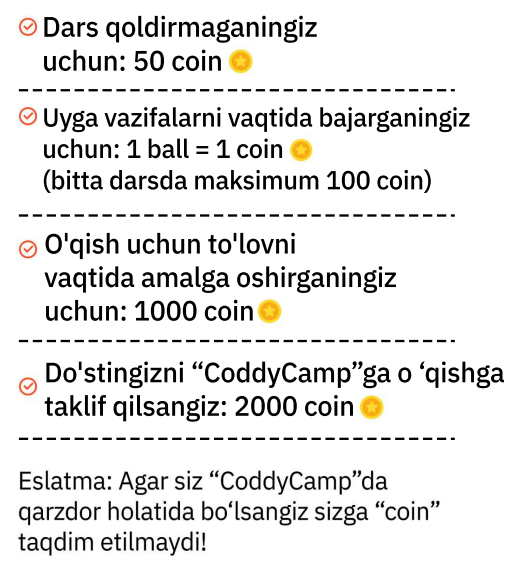 Dars qoldirmaganingiz
uchun: 50 coin
Uyga vazifalarni vaqtida bajarganingiz
uchun: 1 ball = 1 coin
(bitta darsda maksimum 100 coin)
O'qish uchun to'lovni
vaqtida amalga oshirganingiz
uchun: 1000 coin
Do'stingizni “CoddyCamp”ga o ‘qishga
taklif qilsangiz: 2000 coin
Eslatma: Agar siz “CoddyCamp”da
qarzdor holatida bo‘lsangiz sizga “coin”
taqdim etilmaydi!